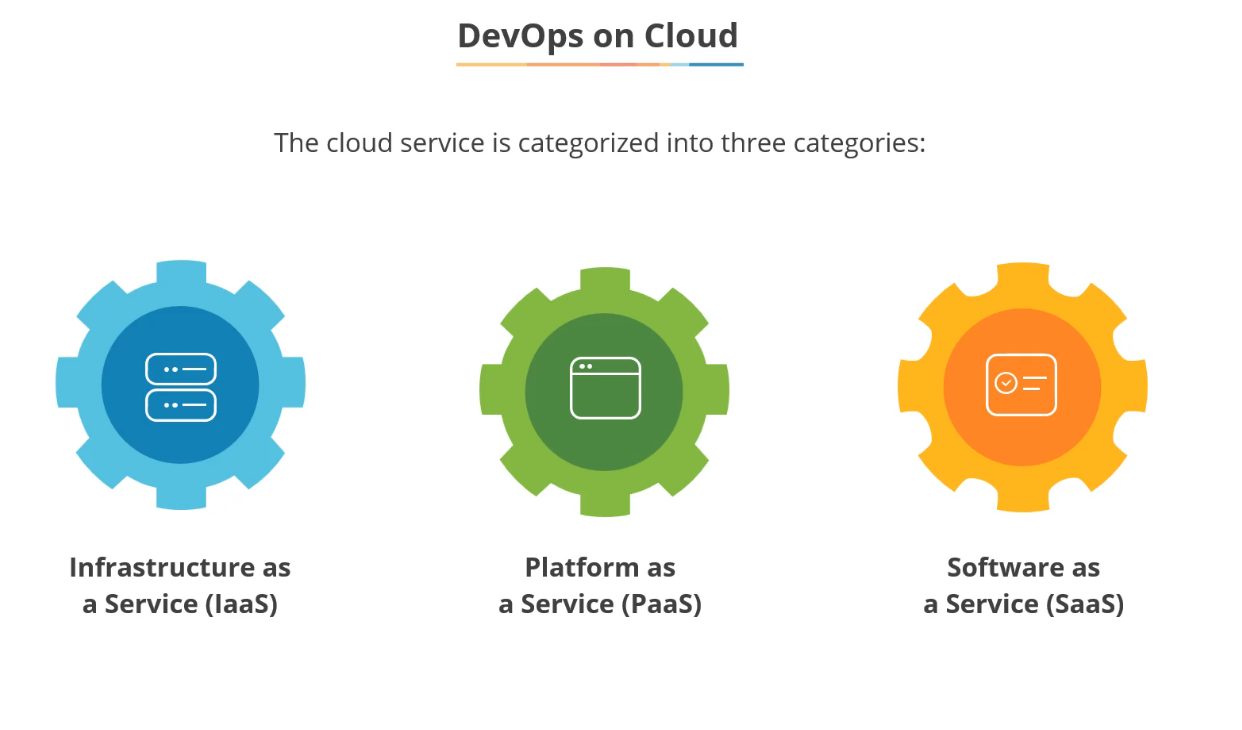 DevOps on Cloud
The cloud service is categorized into three categories:
Infrastructure as
a Service (IaaS)
Platform as
a Service (PaaS)
Software as
a Service (SaaS)